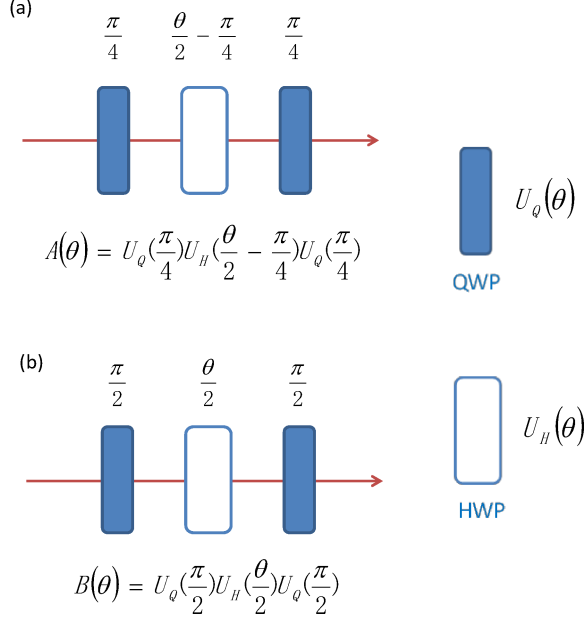 (a)
π/4 θ/2 − π/4 π/4
A(θ) = U_Q(π/4)U_H(θ/2 − π/4)U_Q(π/4)
U_Q(θ)
QWP
(b)
π/2 θ/2 π/2
B(θ) = U_Q(π/2)U_H(θ/2)U_Q(π/2)
U_H(θ)
HWP